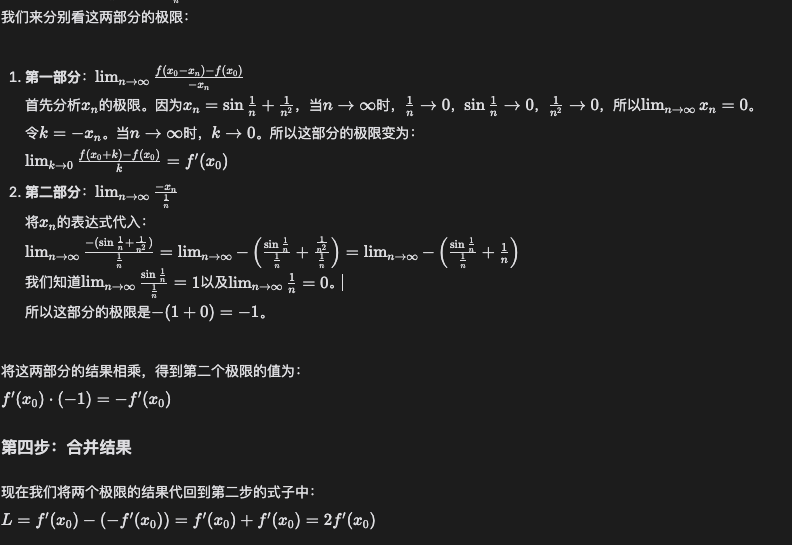 我们来分别看这两部分的极限：
1. 第一部分：$\lim_{n\to\infty} \frac{f(x_0-x_n)-f(x_0)}{-x_n}$
首先分析$x_n$的极限。因为$x_n = \sin\frac{1}{n} + \frac{1}{n^2}$，当$n \to \infty$时，$\frac{1}{n} \to 0$，$\sin\frac{1}{n} \to 0$，$\frac{1}{n^2} \to 0$，所以$\lim_{n\to\infty} x_n = 0$。
令$k = -x_n$。当$n \to \infty$时，$k \to 0$。所以这部分的极限变为：
$\lim_{k\to 0} \frac{f(x_0+k)-f(x_0)}{k} = f'(x_0)$
2. 第二部分：$\lim_{n\to\infty} \frac{-x_n}{\frac{1}{n}}$
将$x_n$的表达式代入：
$\lim_{n\to\infty} \frac{-(\sin\frac{1}{n}+\frac{1}{n^2})}{\frac{1}{n}} = \lim_{n\to\infty} -\left(\frac{\sin\frac{1}{n}}{\frac{1}{n}} + \frac{\frac{1}{n^2}}{\frac{1}{n}}\right) = \lim_{n\to\infty} -\left(\frac{\sin\frac{1}{n}}{\frac{1}{n}} + \frac{1}{n}\right)$
我们知道$\lim_{n\to\infty} \frac{\sin\frac{1}{n}}{\frac{1}{n}} = 1$以及$\lim_{n\to\infty} \frac{1}{n} = 0$。
所以这部分的极限是$-(1+0) = -1$。
将这两部分的结果相乘，得到第二个极限的值为：
$f'(x_0) \cdot (-1) = -f'(x_0)$
第四步：合并结果
现在我们将两个极限的结果代回到第二步的式子中：
$L = f'(x_0) - (-f'(x_0)) = f'(x_0) + f'(x_0) = 2f'(x_0)$